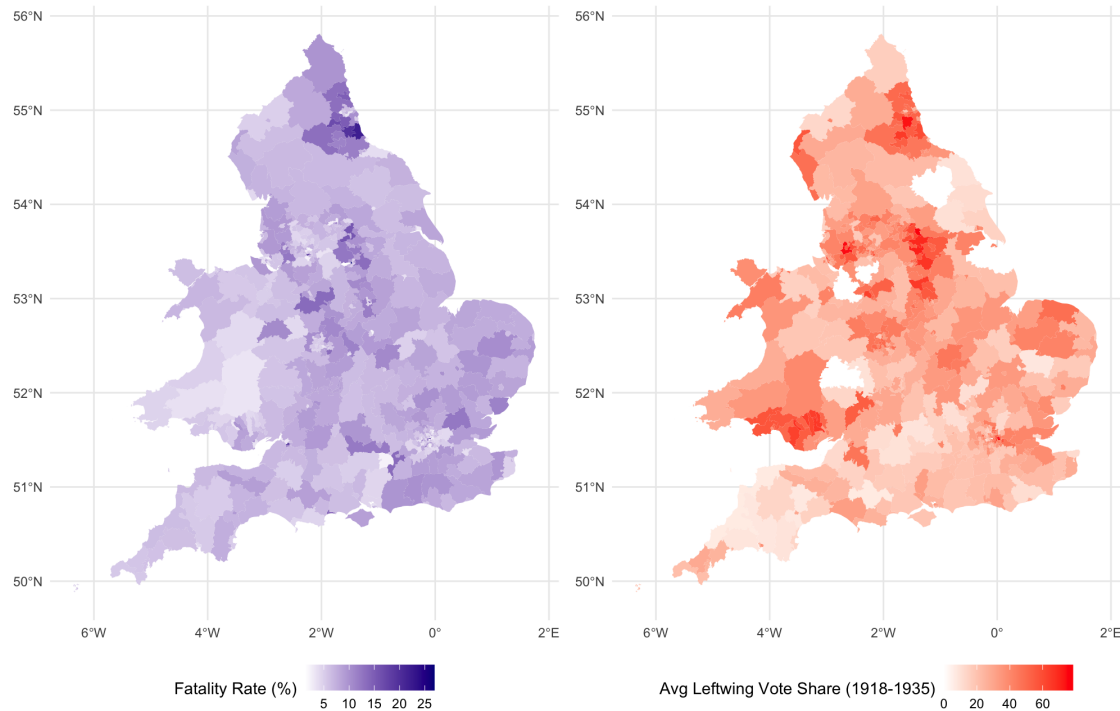 56°N
55°N
54°N
53°N
52°N
51°N
50°N
6°W 4°W 2°W 0° 2°E
Fatality Rate (%)
5 10 15 20 25
56°N
55°N
54°N
53°N
52°N
51°N
50°N
6°W 4°W 2°W 0° 2°E
Avg Leftwing Vote Share (1918-1935)
0 20 40 60